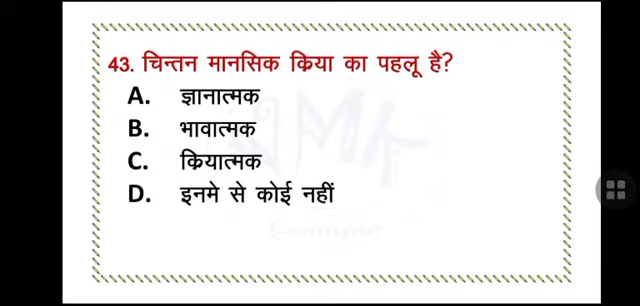 43. चिन्तन मानसिक क्रिया का पहलू है?
A. ज्ञानात्मक
B. भावात्मक
C. क्रियात्मक
D. इनमे से कोई नहीं